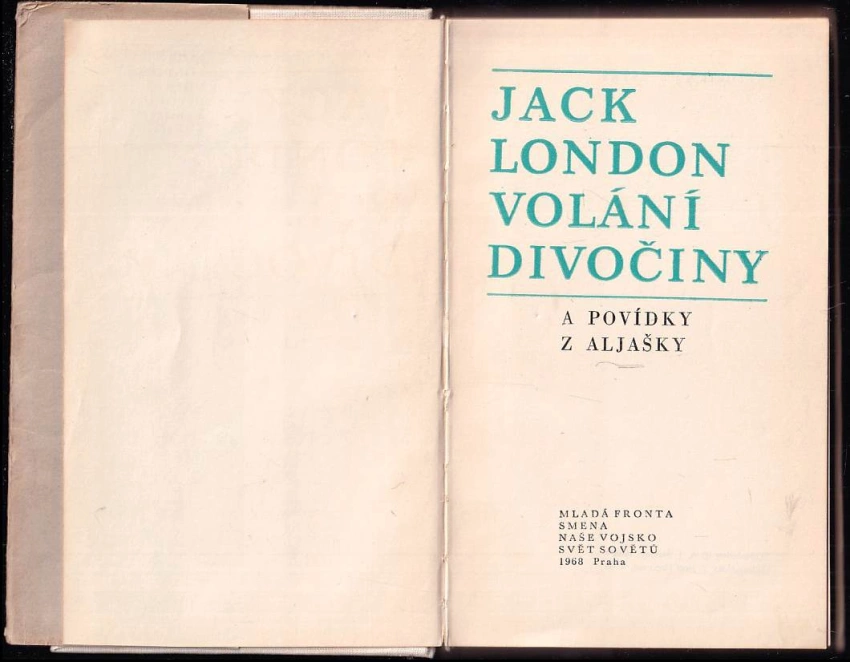 JACK
LONDON
VOLÁNÍ
DIVOČINY
A POVÍDKY
Z ALJAŠKY
MLADÁ FRONTA
SMENA
NAŠE VOJSKO
SVĚT SOVĚTŮ
1968 Praha